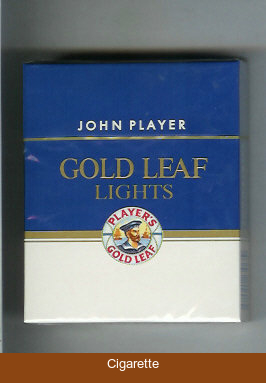 JOHN PLAYER
GOLD LEAF
LIGHTS
PLAYER'S
GOLD LEAF
Cigarette